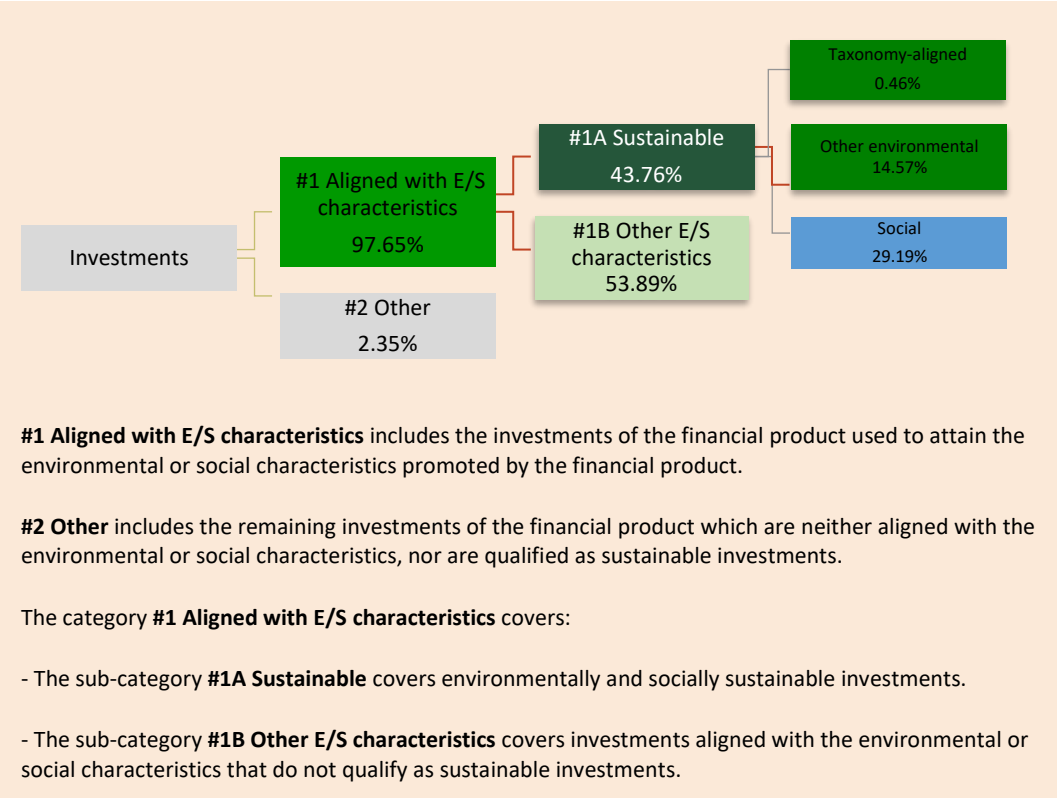 Investments
#1 Aligned with E/S
characteristics
97.65%
#2 Other
2.35%
#1A Sustainable
43.76%
#1B Other E/S
characteristics
53.89%
Taxonomy-aligned
0.46%
Other environmental
14.57%
Social
29.19%
#1 Aligned with E/S characteristics includes the investments of the financial product used to attain the
environmental or social characteristics promoted by the financial product.
#2 Other includes the remaining investments of the financial product which are neither aligned with the
environmental or social characteristics, nor are qualified as sustainable investments.
The category #1 Aligned with E/S characteristics covers:
- The sub-category #1A Sustainable covers environmentally and socially sustainable investments.
- The sub-category #1B Other E/S characteristics covers investments aligned with the environmental or
social characteristics that do not qualify as sustainable investments.